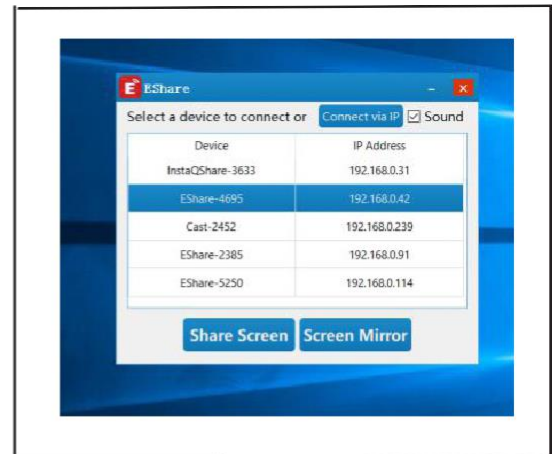 E EShare
Select a device to connect or Connect via IP Sound
Device IP Address
InstaQShare-3633 192.168.0.31
EShare-4695 192.168.0.42
Cast-2452 192.168.0.239
EShare-2385 192.168.0.91
EShare-5250 192.168.0.114
Share Screen Screen Mirror